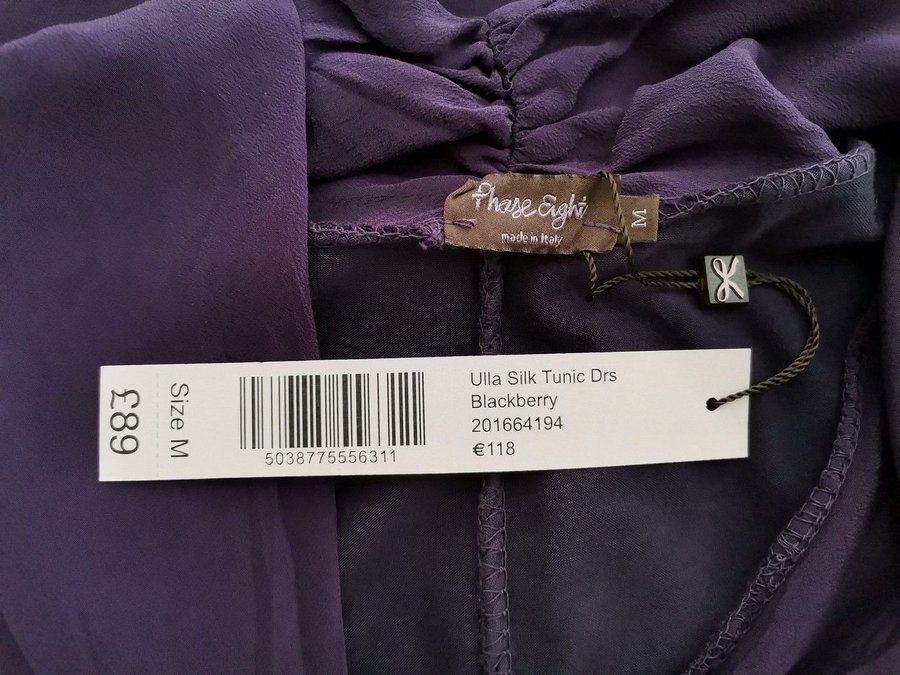 Phase Eight
made in Italy
M
£89
Size M
5038775556311
Ulla Silk Tunic Drs
Blackberry
201664194
€118